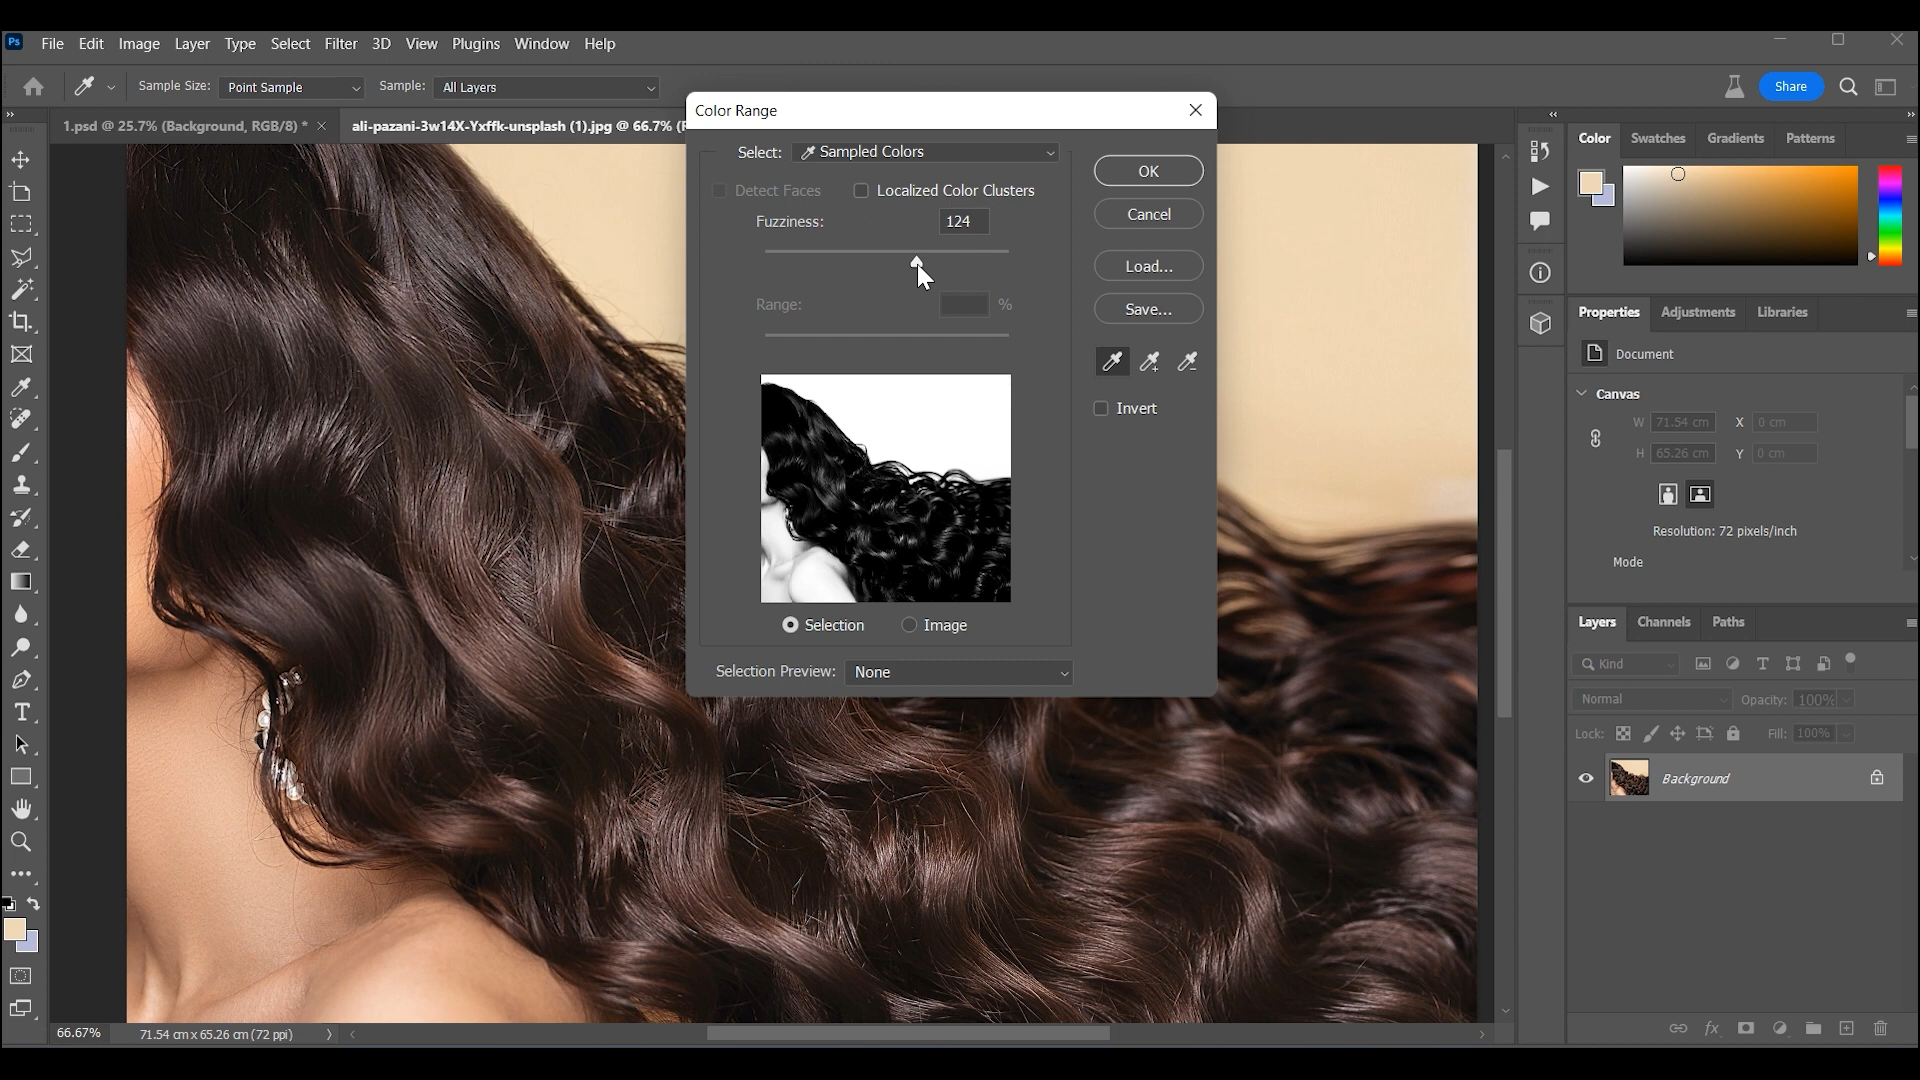 Ps File Edit Image Layer Type Select Filter 3D View Plugins Window Help
Sample Size: Point Sample Sample: All Layers Share
1.psd @ 25.7% (Background, RGB/8) * ali-pazani-3w14X-Yxffk-unsplash (1).jpg @ 66.7% (
Color Range
Select: Sampled Colors
Detect Faces Localized Color Clusters
Fuzziness: 124
Range: %
OK
Cancel
Load...
Save...
Invert
Selection Image
Selection Preview: None
Color Swatches Gradients Patterns
Properties Adjustments Libraries
Document
Canvas
W 71.54 cm X 0 cm
H 65.26 cm Y 0 cm
Resolution: 72 pixels/inch
Mode
Layers Channels Paths
Kind
Normal Opacity: 100%
Lock: Fill: 100%
Background
fx
66.67% 71.54 cm x 65.26 cm (72 ppi)